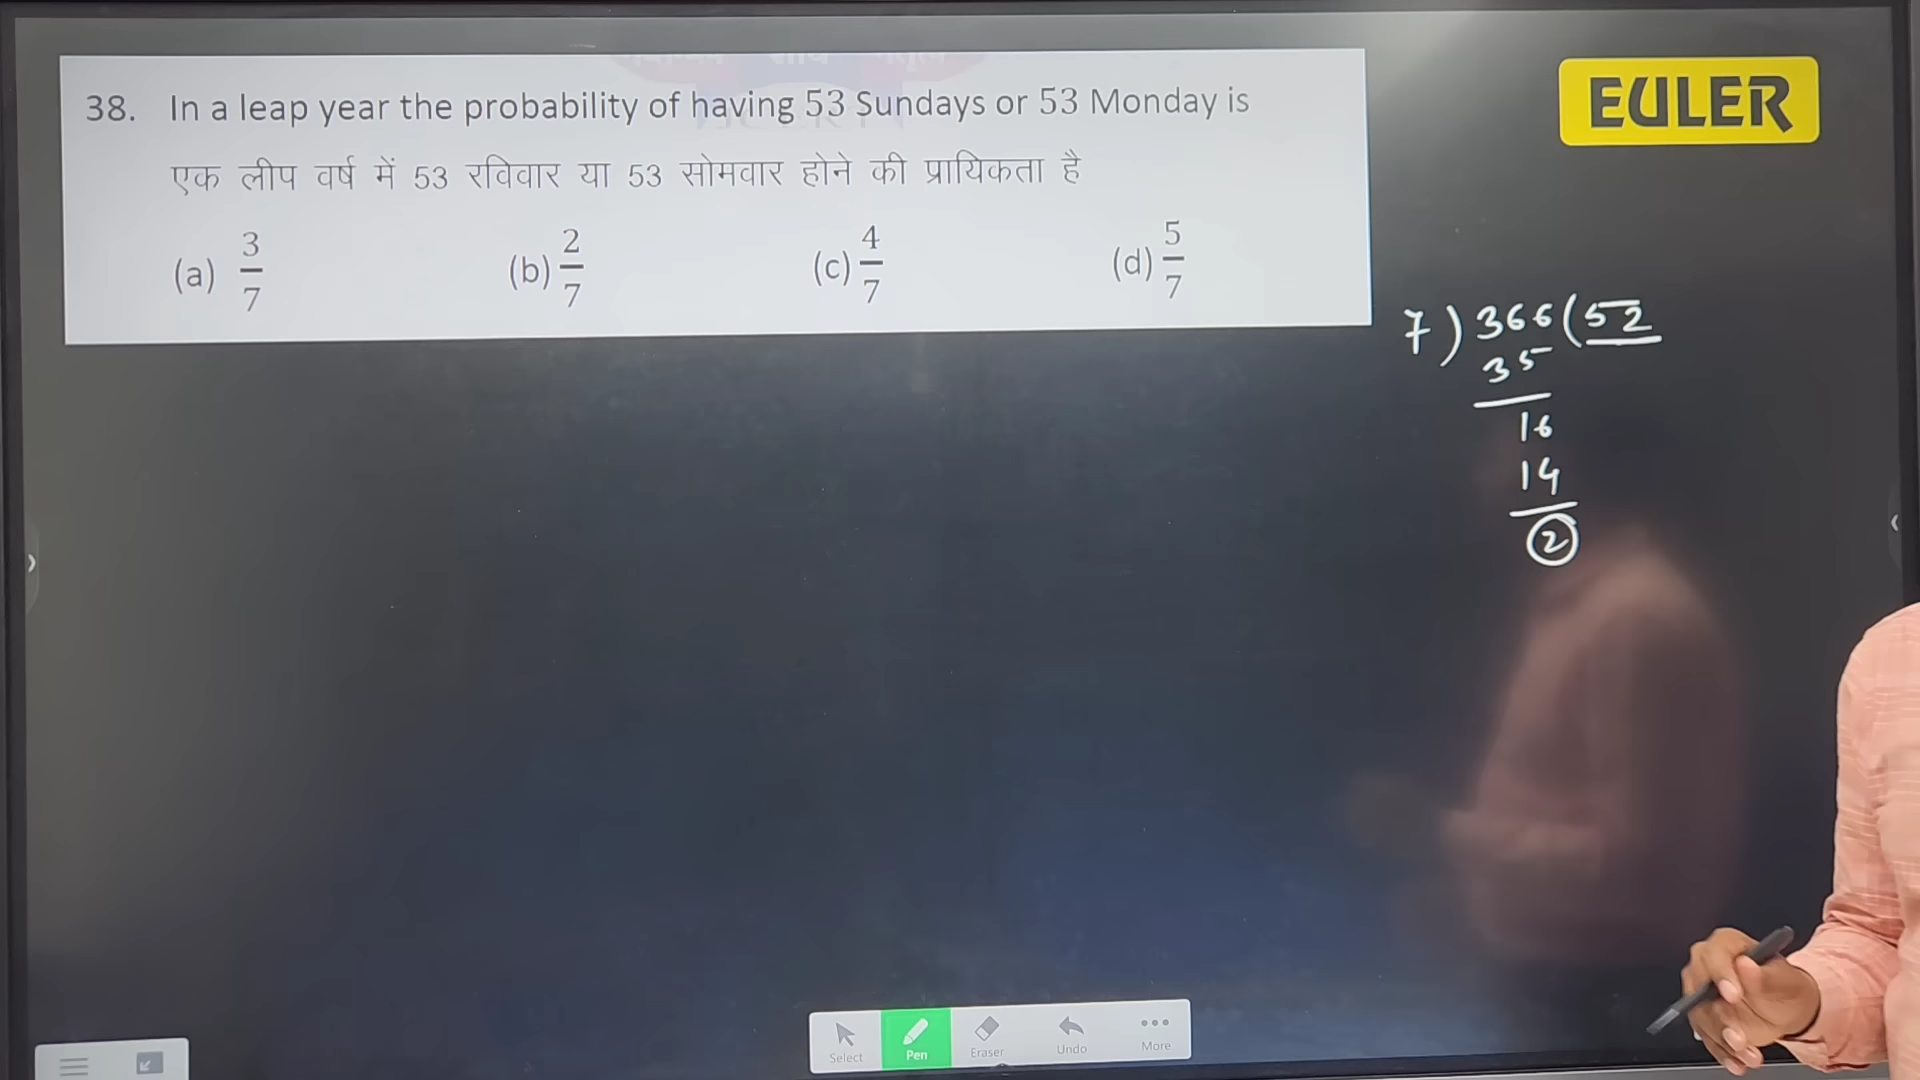 EULER
38. In a leap year the probability of having 53 Sundays or 53 Monday is
एक लीप वर्ष में 53 रविवार या 53 सोमवार होने की प्रायिकता है
(a) 3/7 (b) 2/7 (c) 4/7 (d) 5/7
7)366(52
35
16
14
2
Select Pen Eraser Undo More